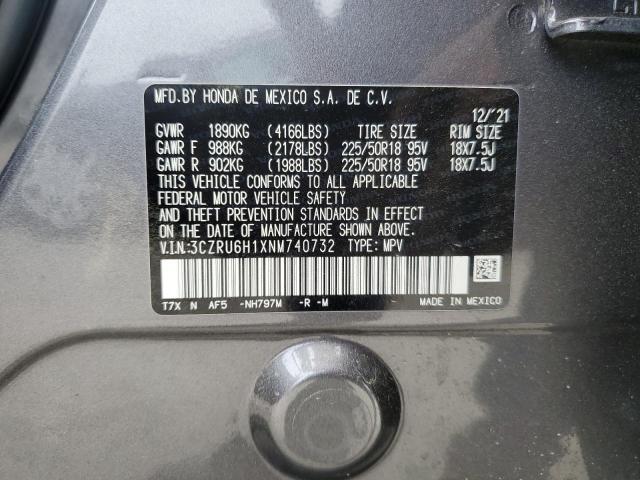 MFD.BY HONDA DE MEXICO S.A. DE C.V.
12/'21
GVWR 1890KG (4166LBS) TIRE SIZE RIM SIZE
GAWR F 988KG (2178LBS) 225/50R18 95V 18X7.5J
GAWR R 902KG (1988LBS) 225/50R18 95V 18X7.5J
THIS VEHICLE CONFORMS TO ALL APPLICABLE
FEDERAL MOTOR VEHICLE SAFETY
AND THEFT PREVENTION STANDARDS IN EFFECT
ON THE DATE OF MANUFACTURE SHOWN ABOVE.
V.I.N:3CZRU6H1XNM740732 TYPE: MPV
T7X N AF5 -NH797M -R -M MADE IN MEXICO